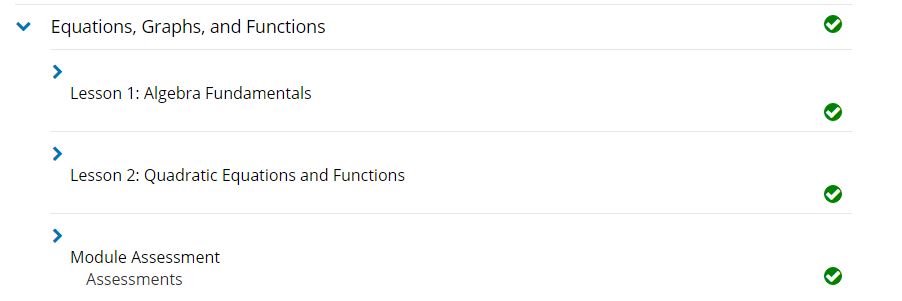 Equations, Graphs, and Functions
Lesson 1: Algebra Fundamentals
Lesson 2: Quadratic Equations and Functions
Module Assessment
Assessments